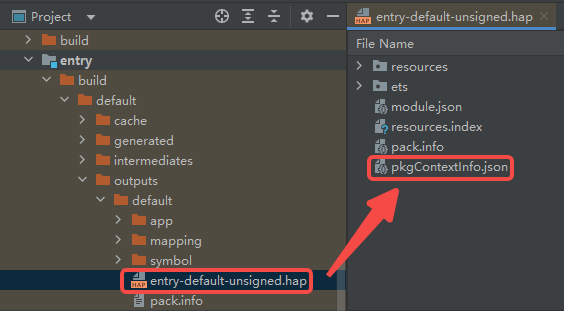 Project
build
entry
build
default
cache
generated
intermediates
outputs
default
app
mapping
symbol
HAP entry-default-unsigned.hap
pack.info
HAP entry-default-unsigned.hap
File Name
resources
ets
module.json
resources.index
pack.info
pkgContextInfo.json